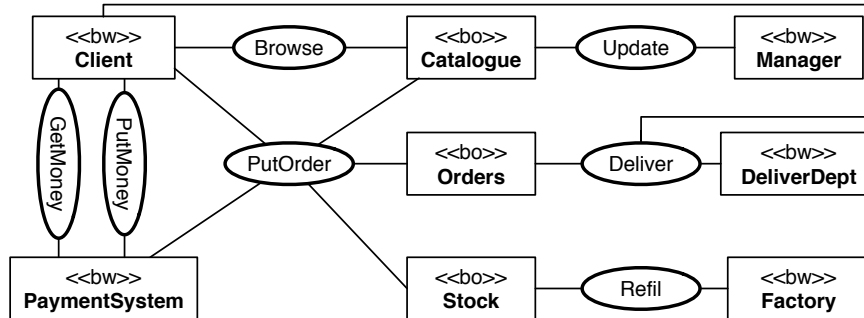 <<bw>>
Client
Browse
<<bo>>
Catalogue
Update
<<bw>>
Manager
GetMoney
PutMoney
PutOrder
<<bo>>
Orders
Deliver
<<bw>>
DeliverDept
<<bw>>
PaymentSystem
<<bo>>
Stock
Refil
<<bw>>
Factory